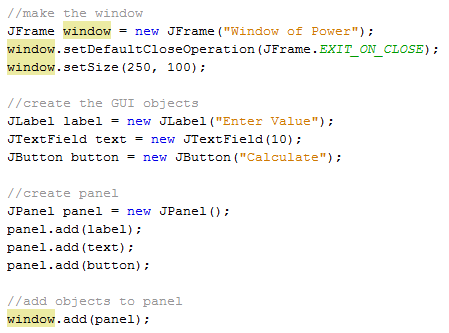 //make the window
JFrame window = new JFrame("Window of Power");
window.setDefaultCloseOperation(JFrame.EXIT_ON_CLOSE);
window.setSize(250, 100);
//create the GUI objects
JLabel label = new JLabel("Enter Value");
JTextField text = new JTextField(10);
JButton button = new JButton("Calculate");
//create panel
JPanel panel = new JPanel();
panel.add(label);
panel.add(text);
panel.add(button);
//add objects to panel
window.add(panel);